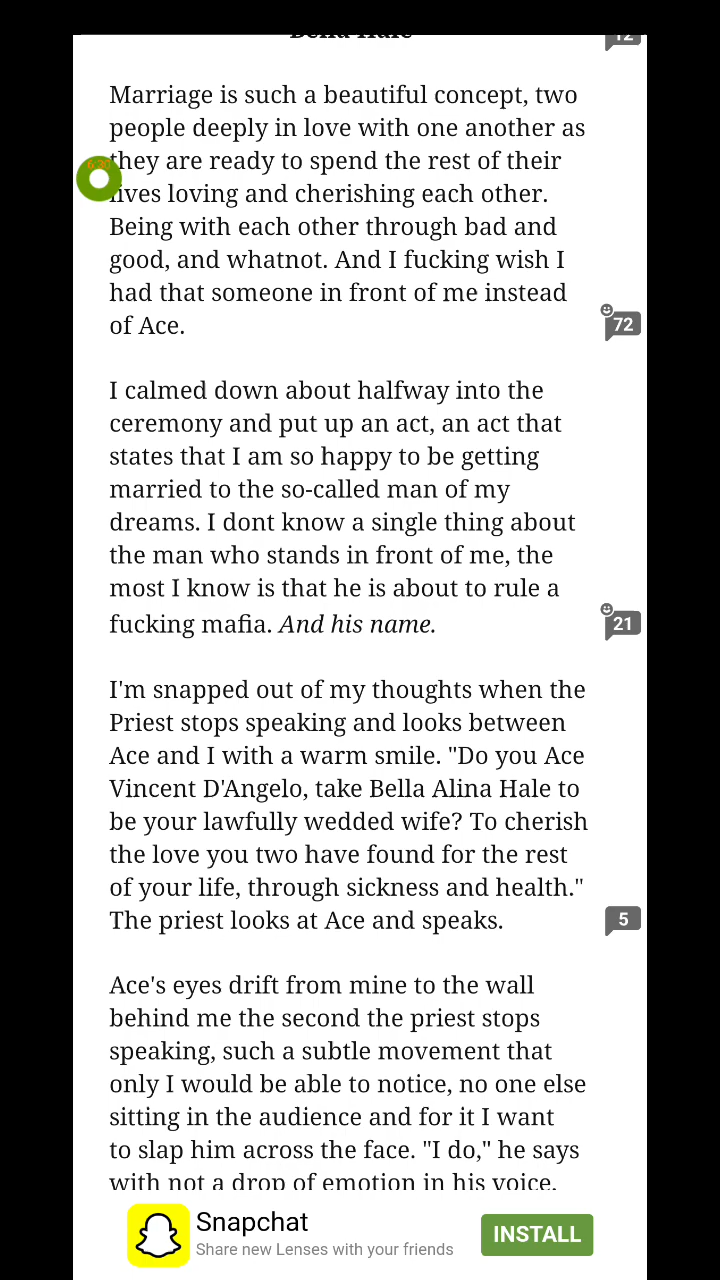 Bella Hale
12
Marriage is such a beautiful concept, two
people deeply in love with one another as
they are ready to spend the rest of their
lives loving and cherishing each other.
Being with each other through bad and
good, and whatnot. And I fucking wish I
had that someone in front of me instead
of Ace.
72
I calmed down about halfway into the
ceremony and put up an act, an act that
states that I am so happy to be getting
married to the so-called man of my
dreams. I dont know a single thing about
the man who stands in front of me, the
most I know is that he is about to rule a
fucking mafia. And his name.
21
I'm snapped out of my thoughts when the
Priest stops speaking and looks between
Ace and I with a warm smile. "Do you Ace
Vincent D'Angelo, take Bella Alina Hale to
be your lawfully wedded wife? To cherish
the love you two have found for the rest
of your life, through sickness and health."
The priest looks at Ace and speaks.
5
Ace's eyes drift from mine to the wall
behind me the second the priest stops
speaking, such a subtle movement that
only I would be able to notice, no one else
sitting in the audience and for it I want
to slap him across the face. "I do," he says
with not a drop of emotion in his voice.
Snapchat
Share new Lenses with your friends
INSTALL